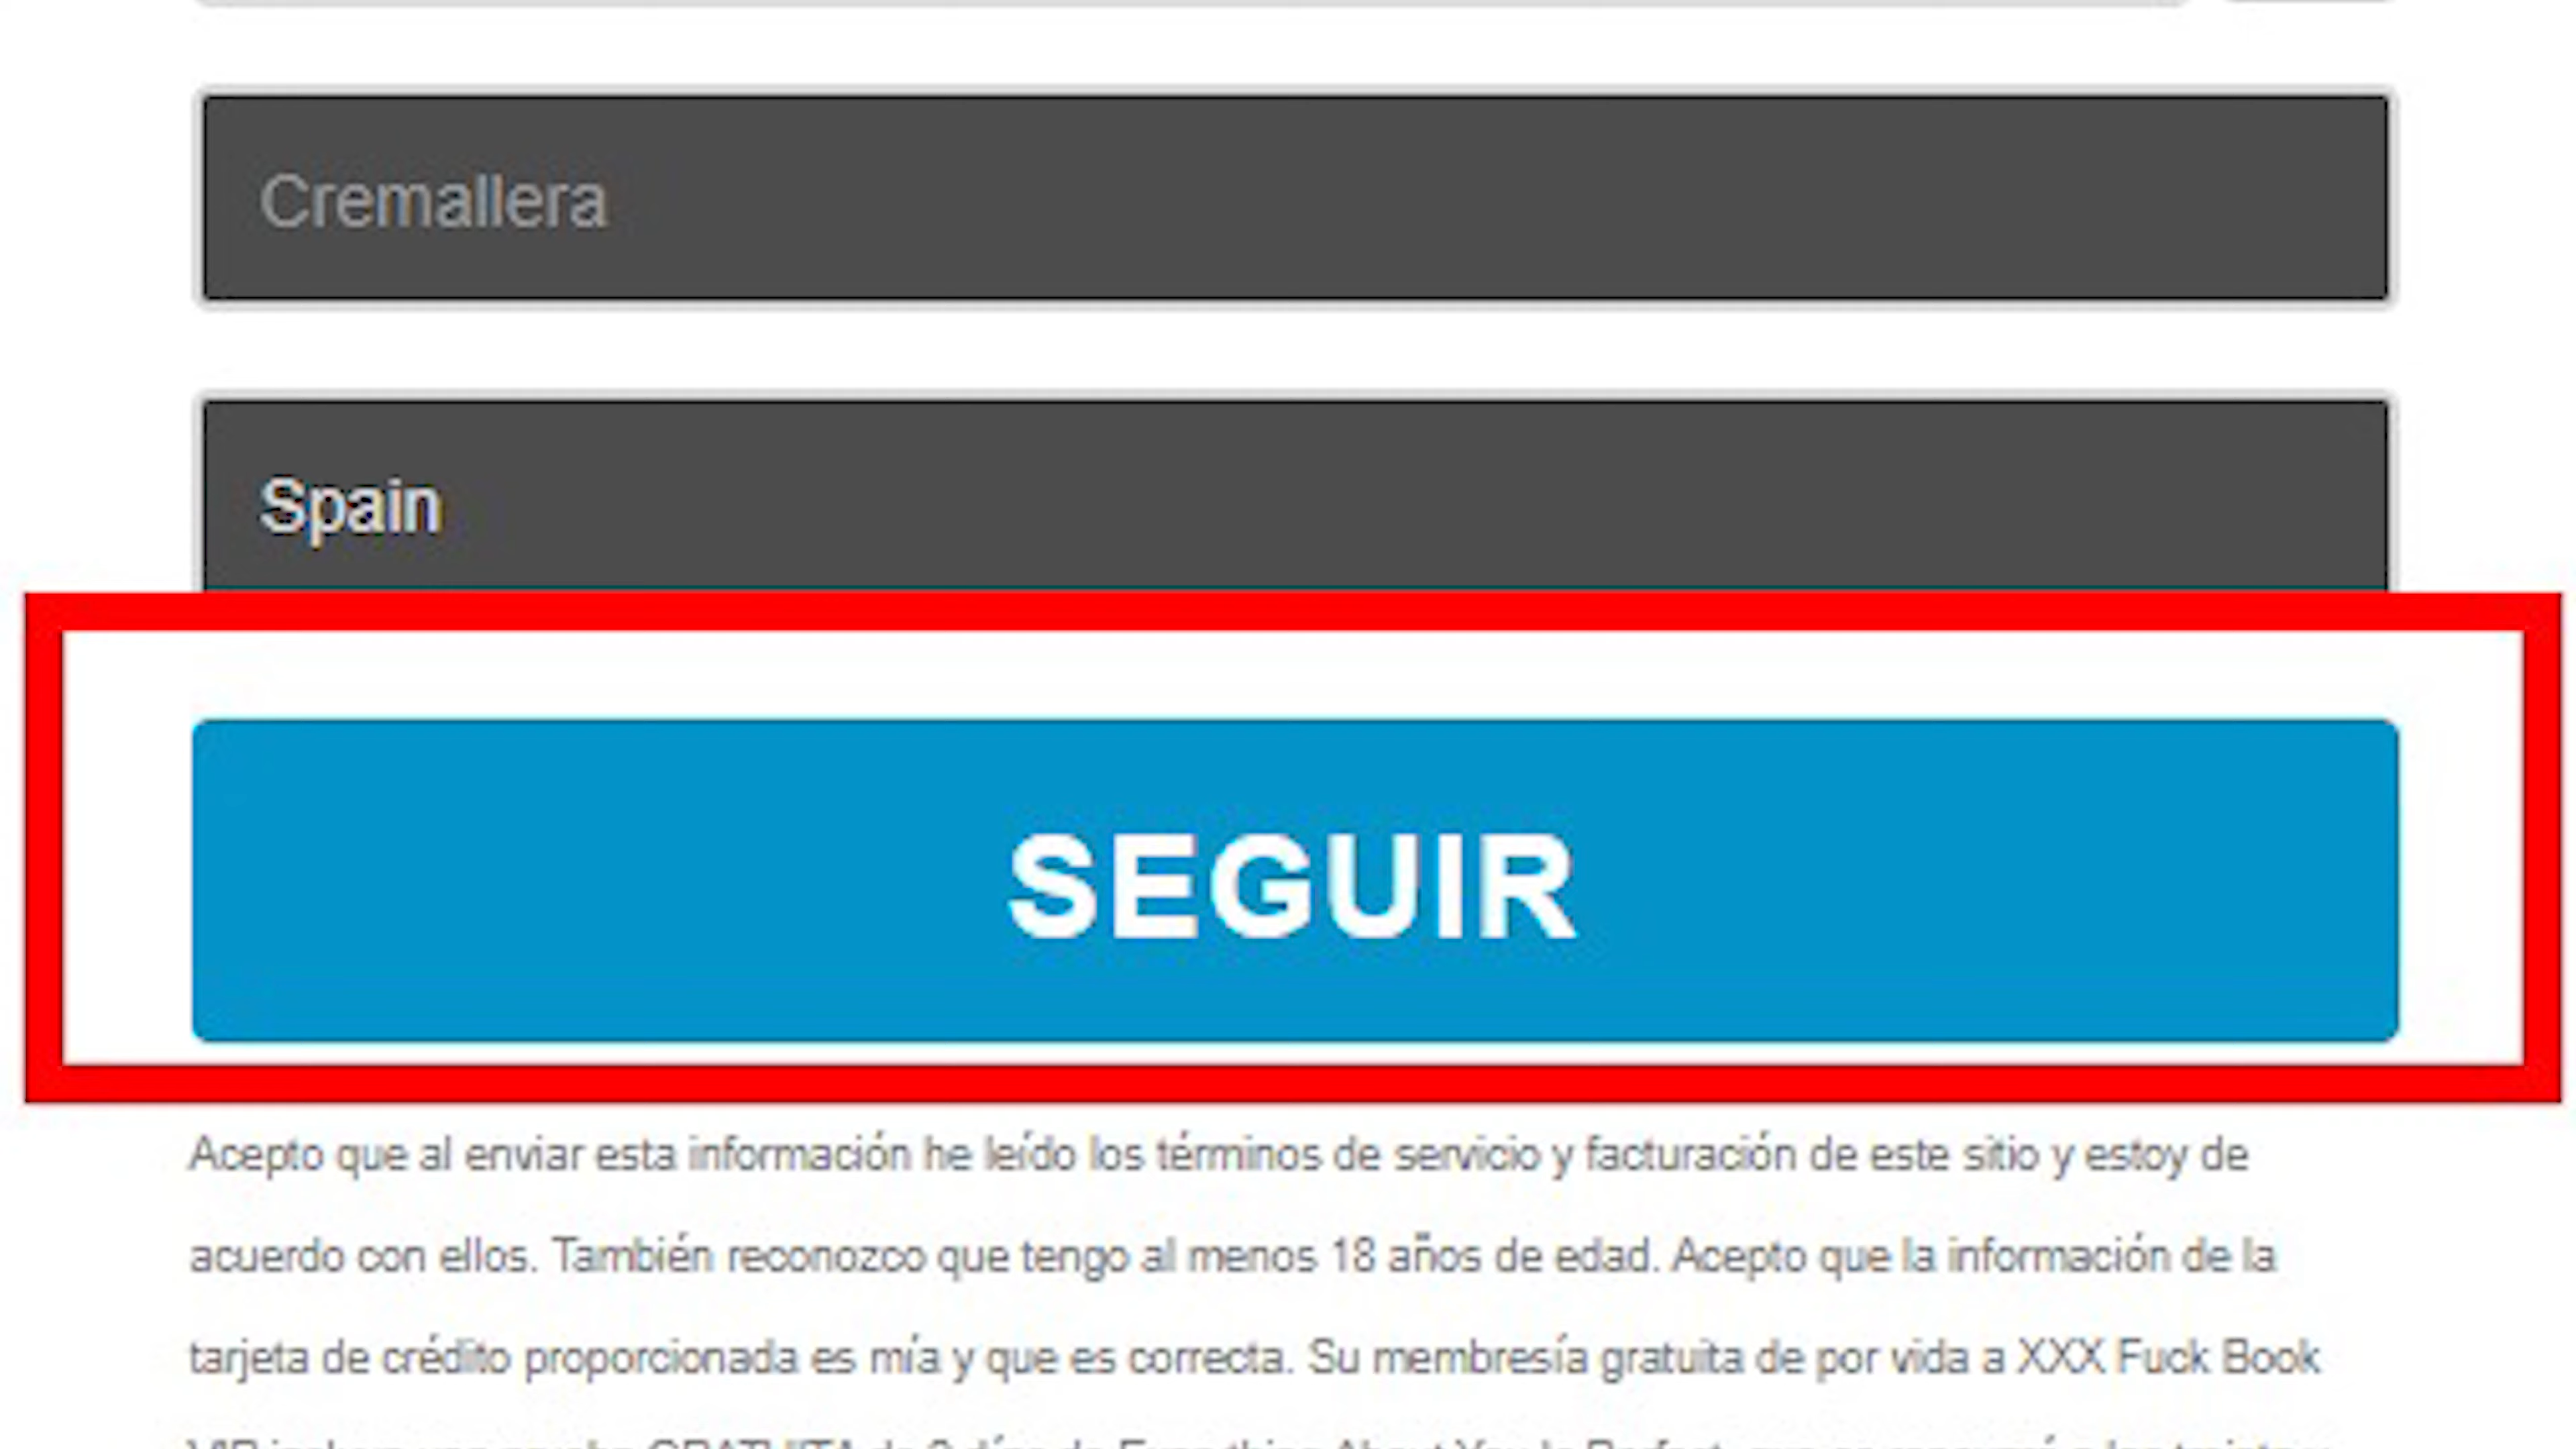 Cremallera
Spain
SEGUIR
Acepto que al enviar esta información he leído los términos de servicio y facturación de este sitio y estoy de
acuerdo con ellos. También reconozco que tengo al menos 18 años de edad. Acepto que la información de la
tarjeta de crédito proporcionada es mía y que es correcta. Su membresía gratuita de por vida a XXX Fuck Book